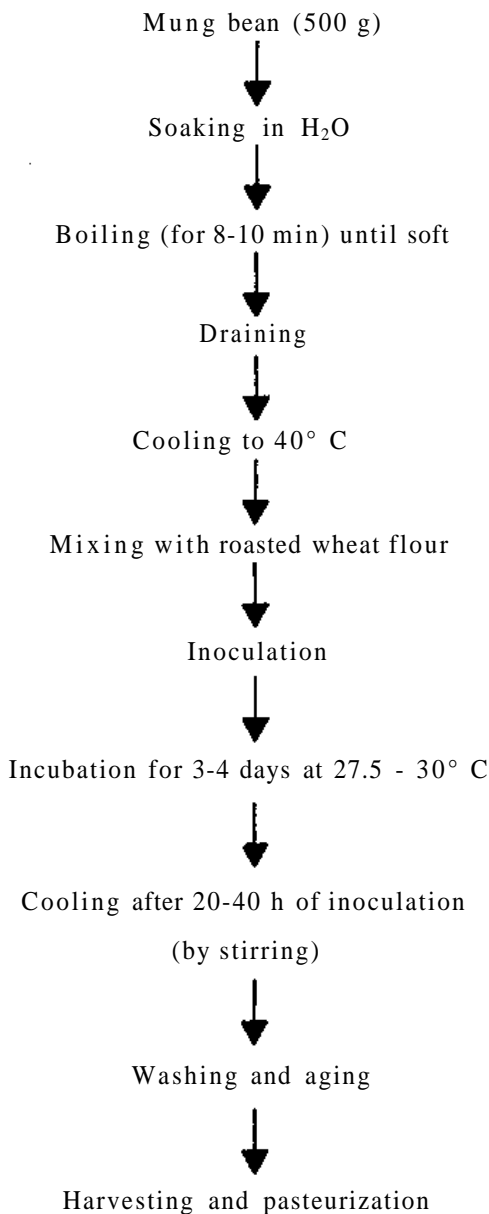 Mung bean (500 g)
Soaking in H₂O
Boiling (for 8-10 min) until soft
Draining
Cooling to 40° C
Mixing with roasted wheat flour
Inoculation
Incubation for 3-4 days at 27.5 - 30° C
Cooling after 20-40 h of inoculation
(by stirring)
Washing and aging
Harvesting and pasteurization